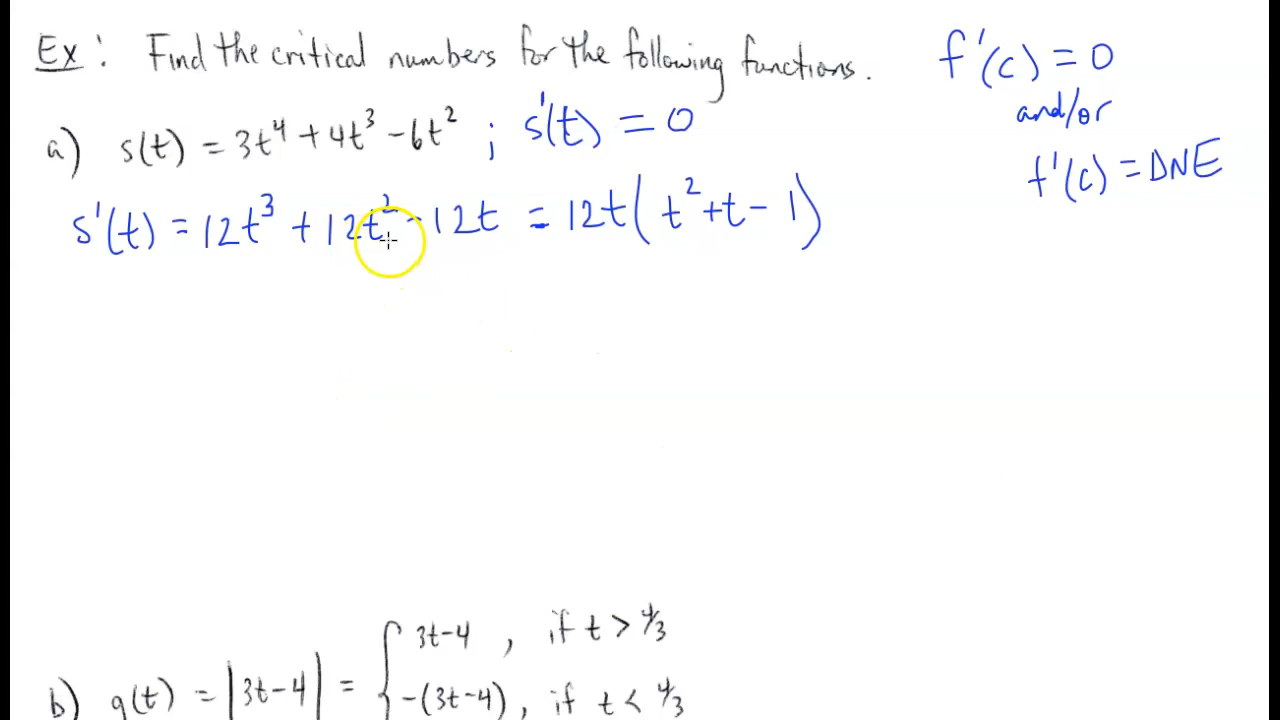 Ex: Find the critical numbers for the following functions.
f'(c) = 0
and/or
f'(c) = DNE
a) s(t) = 3t⁴ + 4t³ - 6t² ; s'(t) = 0
s'(t) = 12t³ + 12t² - 12t = 12t(t² + t - 1)
b) g(t) = |3t-4| = { 3t-4 , if t > 4/3
-(3t-4), if t < 4/3